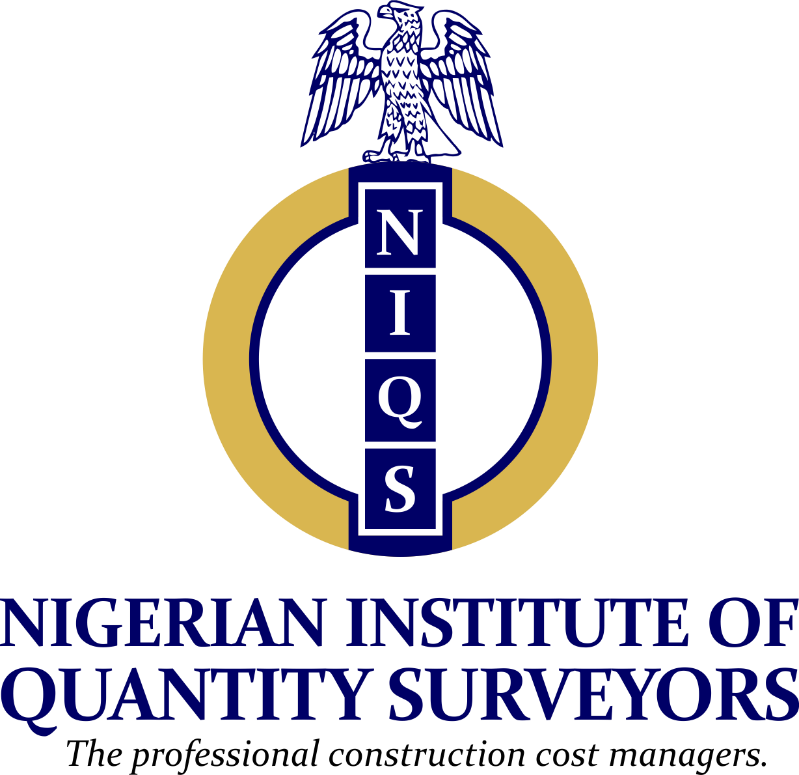 N
I
Q
S
NIGERIAN INSTITUTE OF
QUANTITY SURVEYORS
The professional construction cost managers.